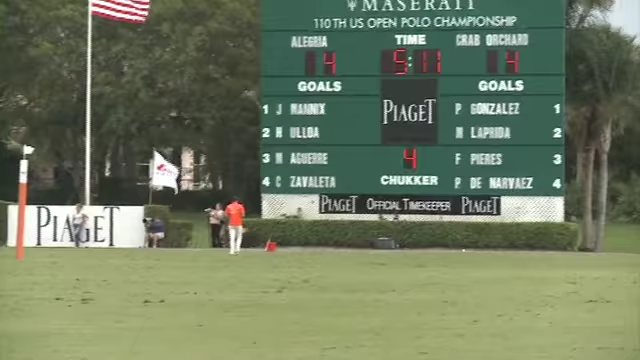 MASERATI
110TH US OPEN POLO CHAMPIONSHIP
ALEGRIA TIME CRAB ORCHARD
4 5:11 4
GOALS GOALS
1 J MANNIX PIAGET P GONZALEZ 1
2 H ULLOA M LAPRIDA 2
3 M AGUERRE 4 F PIERES 3
4 C ZAVALETA CHUKKER P DE NARVAEZ 4
PIAGET OFFICIAL TIMEKEEPER PIAGET
PIAGET